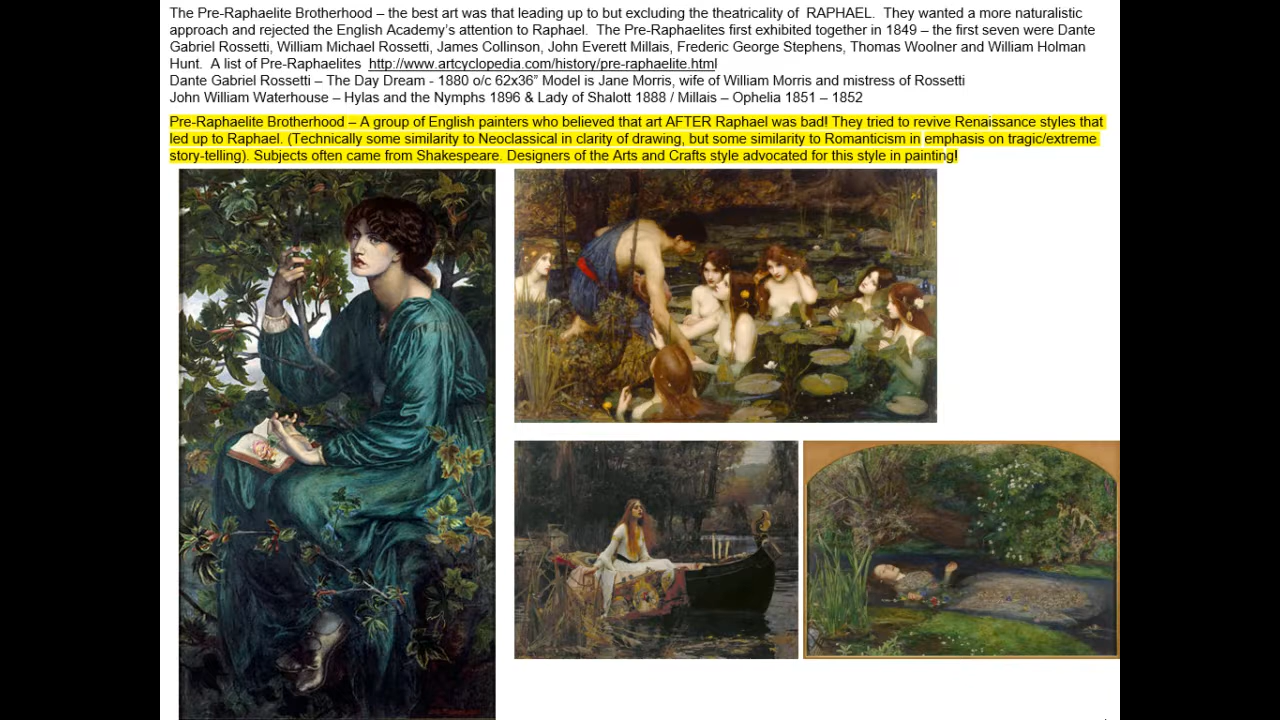 The Pre-Raphaelite Brotherhood – the best art was that leading up to but excluding the theatricality of  RAPHAEL.  They wanted a more naturalistic
approach and rejected the English Academy's attention to Raphael.  The Pre-Raphaelites first exhibited together in 1849 – the first seven were Dante
Gabriel Rossetti, William Michael Rossetti, James Collinson, John Everett Millais, Frederic George Stephens, Thomas Woolner and William Holman
Hunt.  A list of Pre-Raphaelites  http://www.artcyclopedia.com/history/pre-raphaelite.html
Dante Gabriel Rossetti – The Day Dream - 1880 o/c 62x36" Model is Jane Morris, wife of William Morris and mistress of Rossetti
John William Waterhouse – Hylas and the Nymphs 1896 & Lady of Shalott 1888 / Millais – Ophelia 1851 – 1852
Pre-Raphaelite Brotherhood – A group of English painters who believed that art AFTER Raphael was bad! They tried to revive Renaissance styles that
led up to Raphael. (Technically some similarity to Neoclassical in clarity of drawing, but some similarity to Romanticism in emphasis on tragic/extreme
story-telling). Subjects often came from Shakespeare. Designers of the Arts and Crafts style advocated for this style in painting!